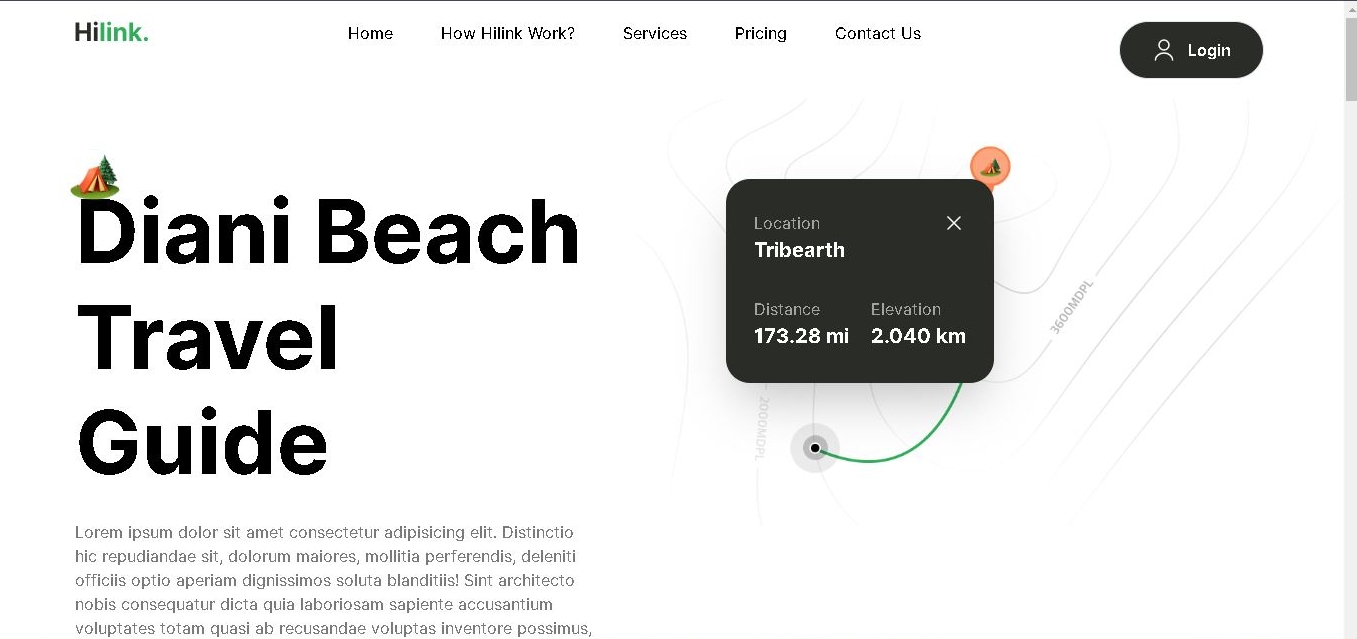 Hilink.
Home
How Hilink Work?
Services
Pricing
Contact Us
Login
Diani Beach
Travel
Guide
Lorem ipsum dolor sit amet consectetur adipisicing elit. Distinctio
hic repudiandae sit, dolorum maiores, mollitia perferendis, deleniti
officiis optio aperiam dignissimos soluta blanditiis! Sint architecto
nobis consequatur dicta quia laboriosam sapiente accusantium
voluptates totam quasi ab recusandae voluptas inventore possimus,
Location
Tribearth
Distance
Elevation
173.28 mi
2.040 km
3600MDPL
2000MDPL